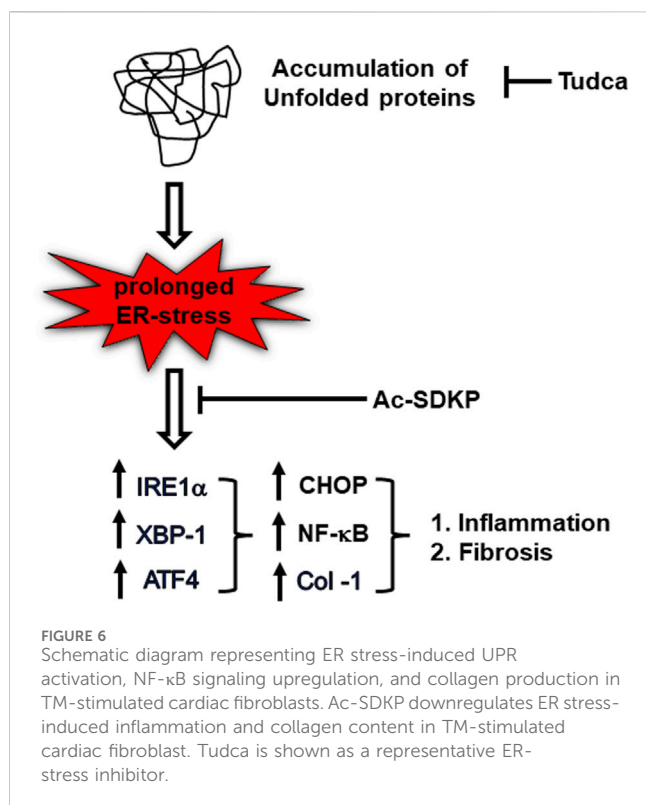 Accumulation of
Unfolded proteins
Tudca
prolonged
ER-stress
Ac-SDKP
IRE1α
XBP-1
ATF4
CHOP
NF-κB
Col -1
1. Inflammation
2. Fibrosis
FIGURE 6
Schematic diagram representing ER stress-induced UPR
activation, NF-κB signaling upregulation, and collagen production in
TM-stimulated cardiac fibroblasts. Ac-SDKP downregulates ER stress-
induced inflammation and collagen content in TM-stimulated
cardiac fibroblast. Tudca is shown as a representative ER-
stress inhibitor.